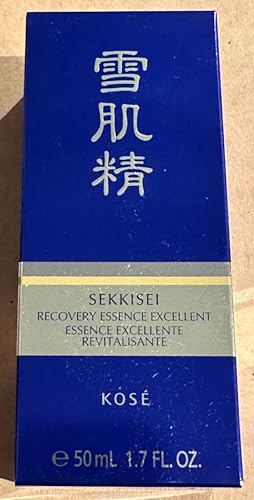 雪
肌
精
SEKKISEI
RECOVERY ESSENCE EXCELLENT
ESSENCE EXCELLENTE
REVITALISANTE
KOSÉ
℮ 50 mL 1.7 FL. OZ.